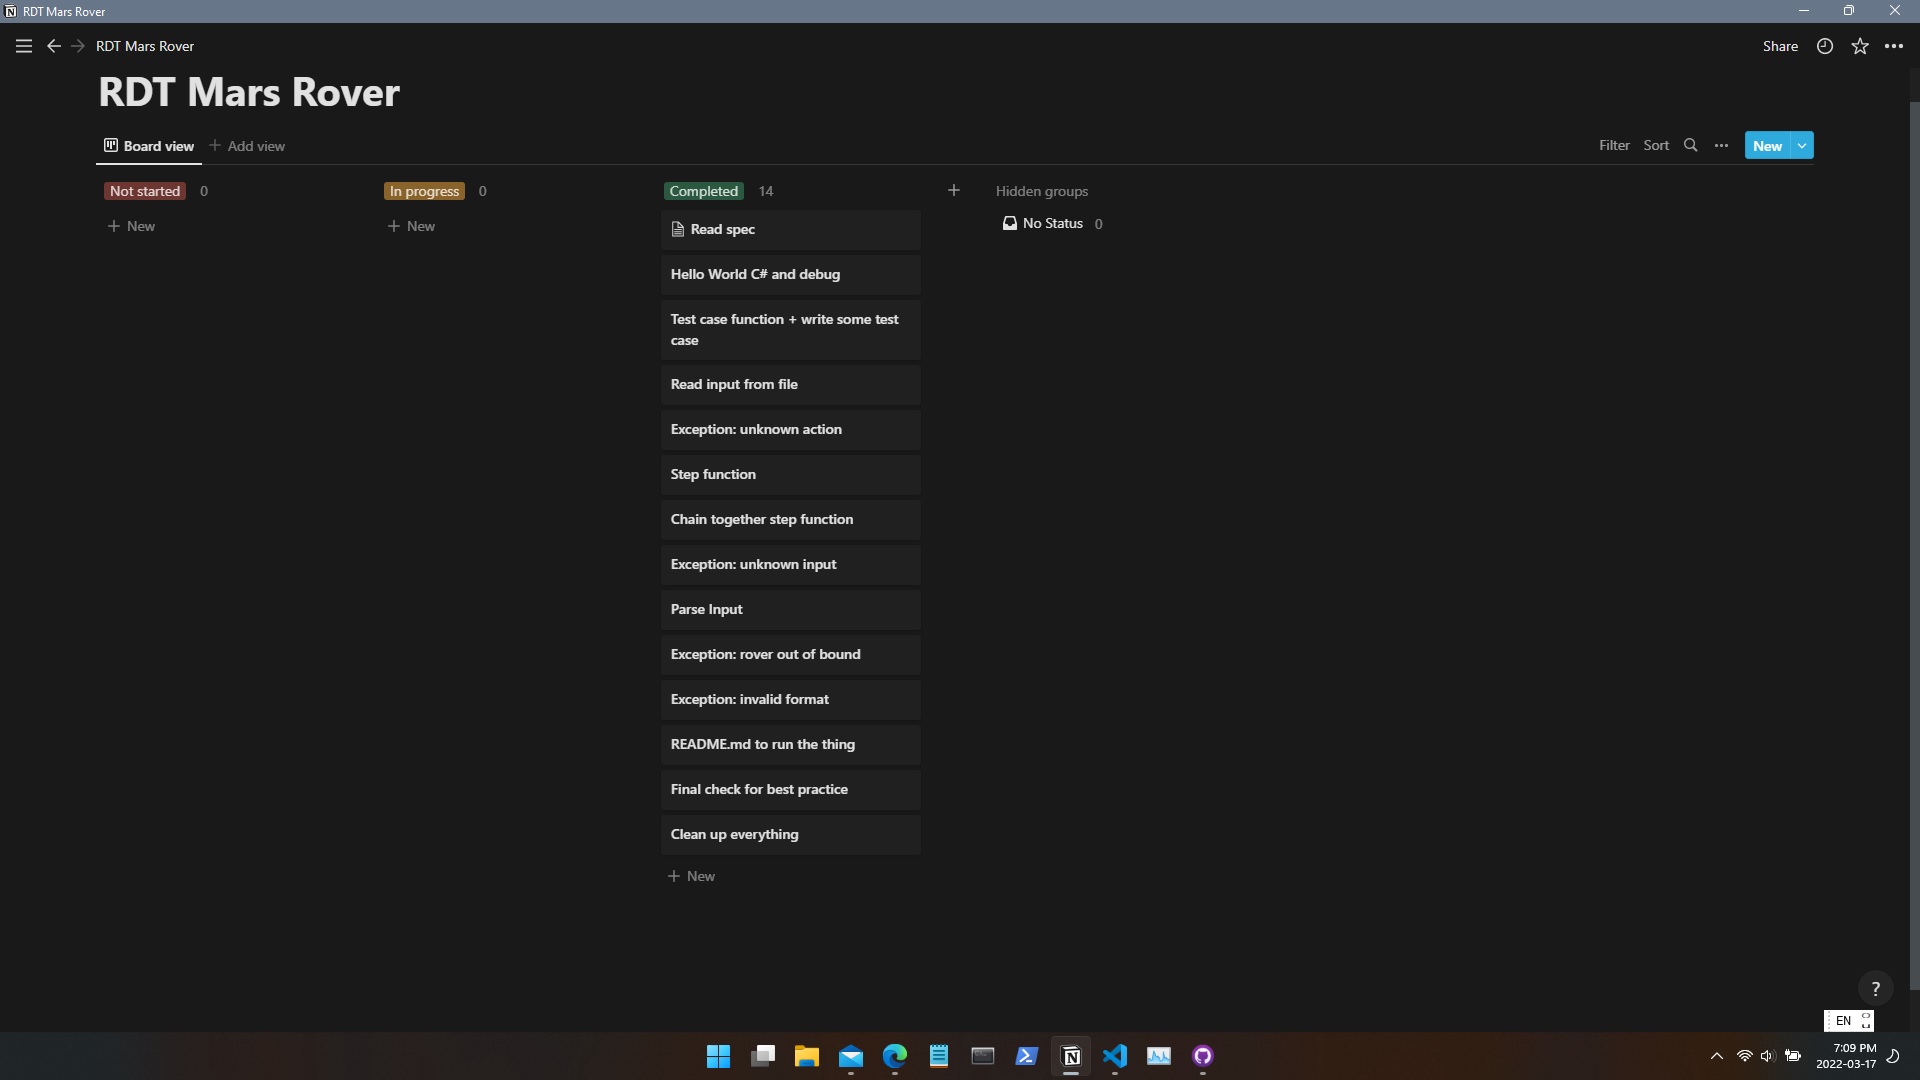 RDT Mars Rover
RDT Mars Rover
Share
RDT Mars Rover
Board view
Add view
Filter
Sort
New
Not started 0
In progress 0
Completed 14
Hidden groups
New
New
No Status 0
Read spec
Hello World C# and debug
Test case function + write some test
case
Read input from file
Exception: unknown action
Step function
Chain together step function
Exception: unknown input
Parse Input
Exception: rover out of bound
Exception: invalid format
README.md to run the thing
Final check for best practice
Clean up everything
New
?
EN
7:09 PM
2022-03-17